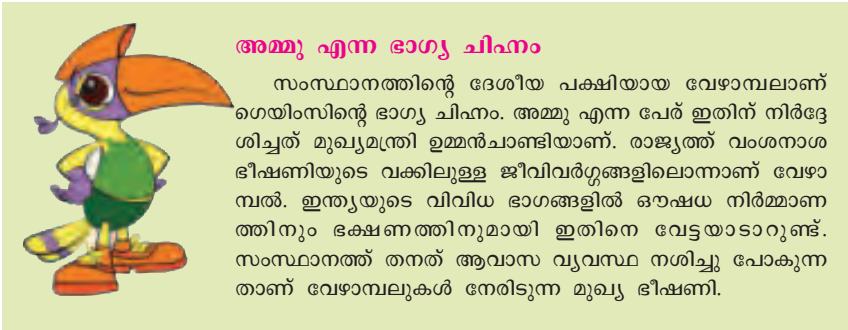 അമ്മു എന്ന ഭാഗ്യ ചിഹ്നം
സംസ്ഥാനത്തിന്റെ ദേശീയ പക്ഷിയായ വേഴാമ്പലാണ്
ഗെയിംസിന്റെ ഭാഗ്യ ചിഹ്നം. അമ്മു എന്ന പേര് ഇതിന് നിർദ്ദേ
ശിച്ചത് മുഖ്യമന്ത്രി ഉമ്മൻചാണ്ടിയാണ്. രാജ്യത്ത് വംശനാശ
ഭീഷണിയുടെ വക്കിലുള്ള ജീവിവർഗ്ഗങ്ങളിലൊന്നാണ് വേഴാ
മ്പൽ. ഇന്ത്യയുടെ വിവിധ ഭാഗങ്ങളിൽ ഔഷധ നിർമ്മാണ
ത്തിനും ഭക്ഷണത്തിനുമായി ഇതിനെ വേട്ടയാടാറുണ്ട്.
സംസ്ഥാനത്ത് തനത് ആവാസ വ്യവസ്ഥ നശിച്ചു പോകുന്ന
താണ് വേഴാമ്പലുകൾ നേരിടുന്ന മുഖ്യ ഭീഷണി.